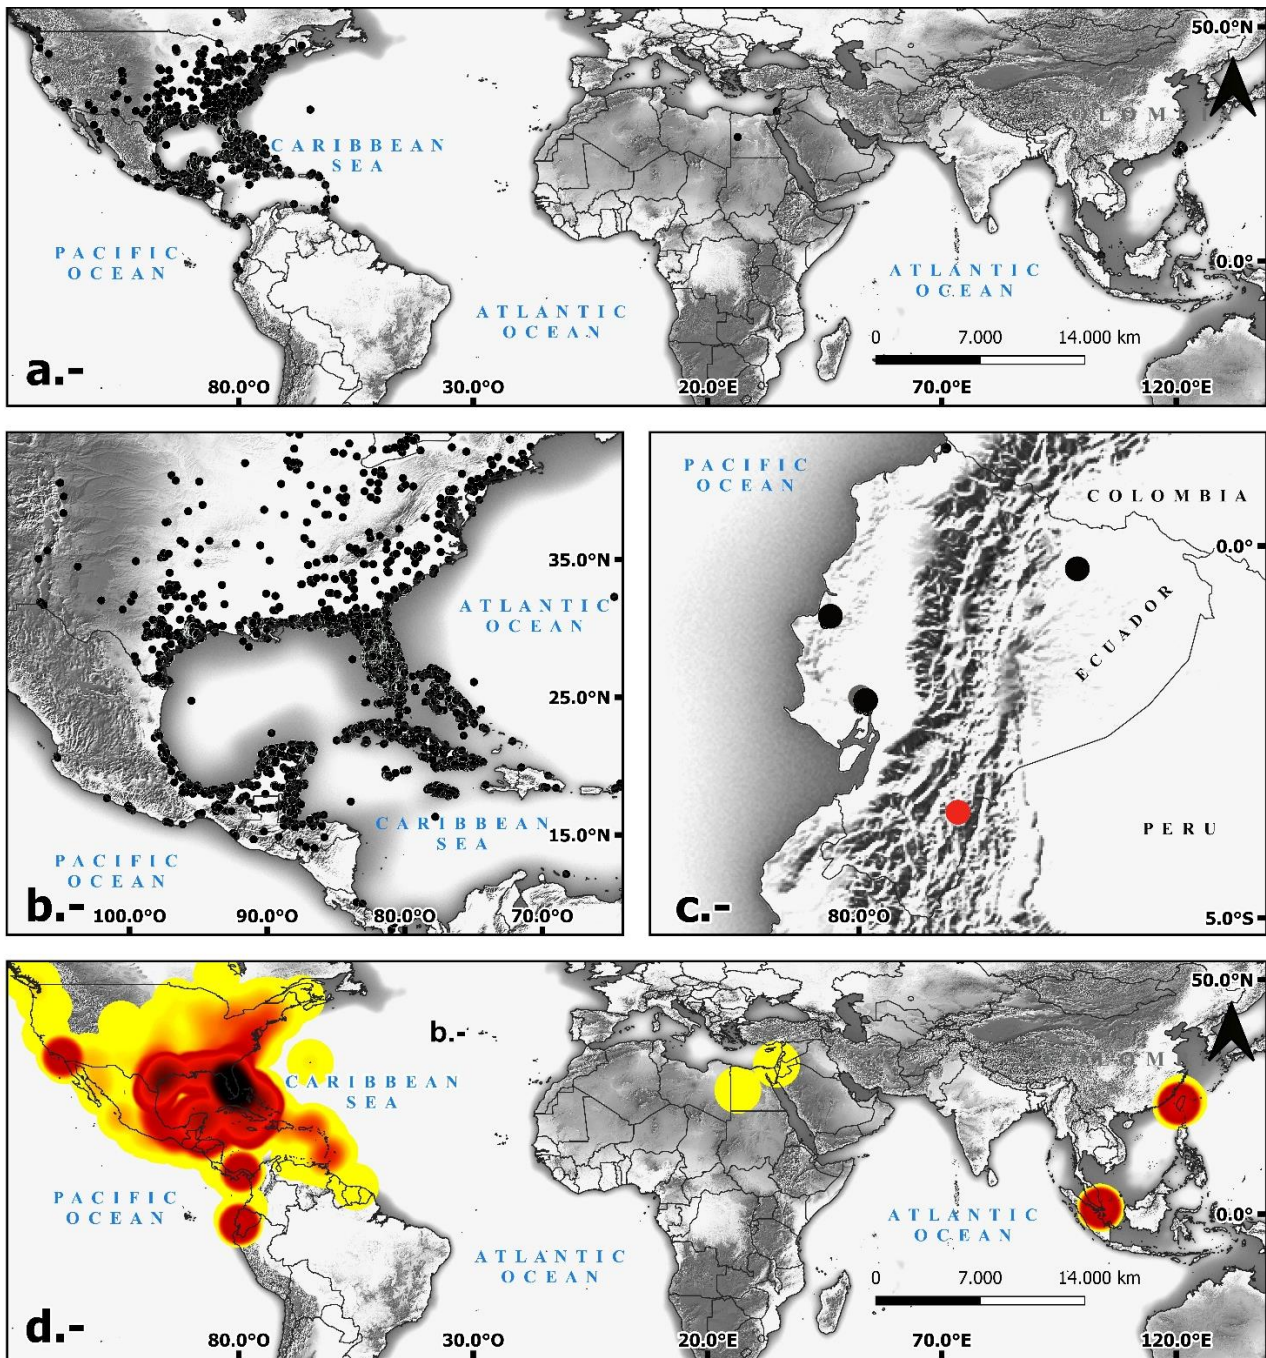 50.0°N
OLOMBI
CARIBBEAN
SEA
PACIFIC
OCEAN
0.0°
ATLANTIC
OCEAN
ATLANTIC
OCEAN
0 7.000 14.000 km
a.-
80.0°O 30.0°O 20.0°E 70.0°E 120.0°E
35.0°N
ATLANTIC
OCEAN
25.0°N
CARIBBEAN
SEA
15.0°N
PACIFIC
OCEAN
b.-
100.0°O 90.0°O 80.0°O 70.0°O
PACIFIC
OCEAN
COLOMBIA
0.0°
ECUADOR
PERU
c.-
80.0°O
5.0°S
50.0°N
b.-
CARIBBEAN
SEA
PACIFIC
OCEAN
0.0°
ATLANTIC
OCEAN
ATLANTIC
OCEAN
0 7.000 14.000 km
d.-
80.0°O 30.0°O 20.0°E 70.0°E 120.0°E